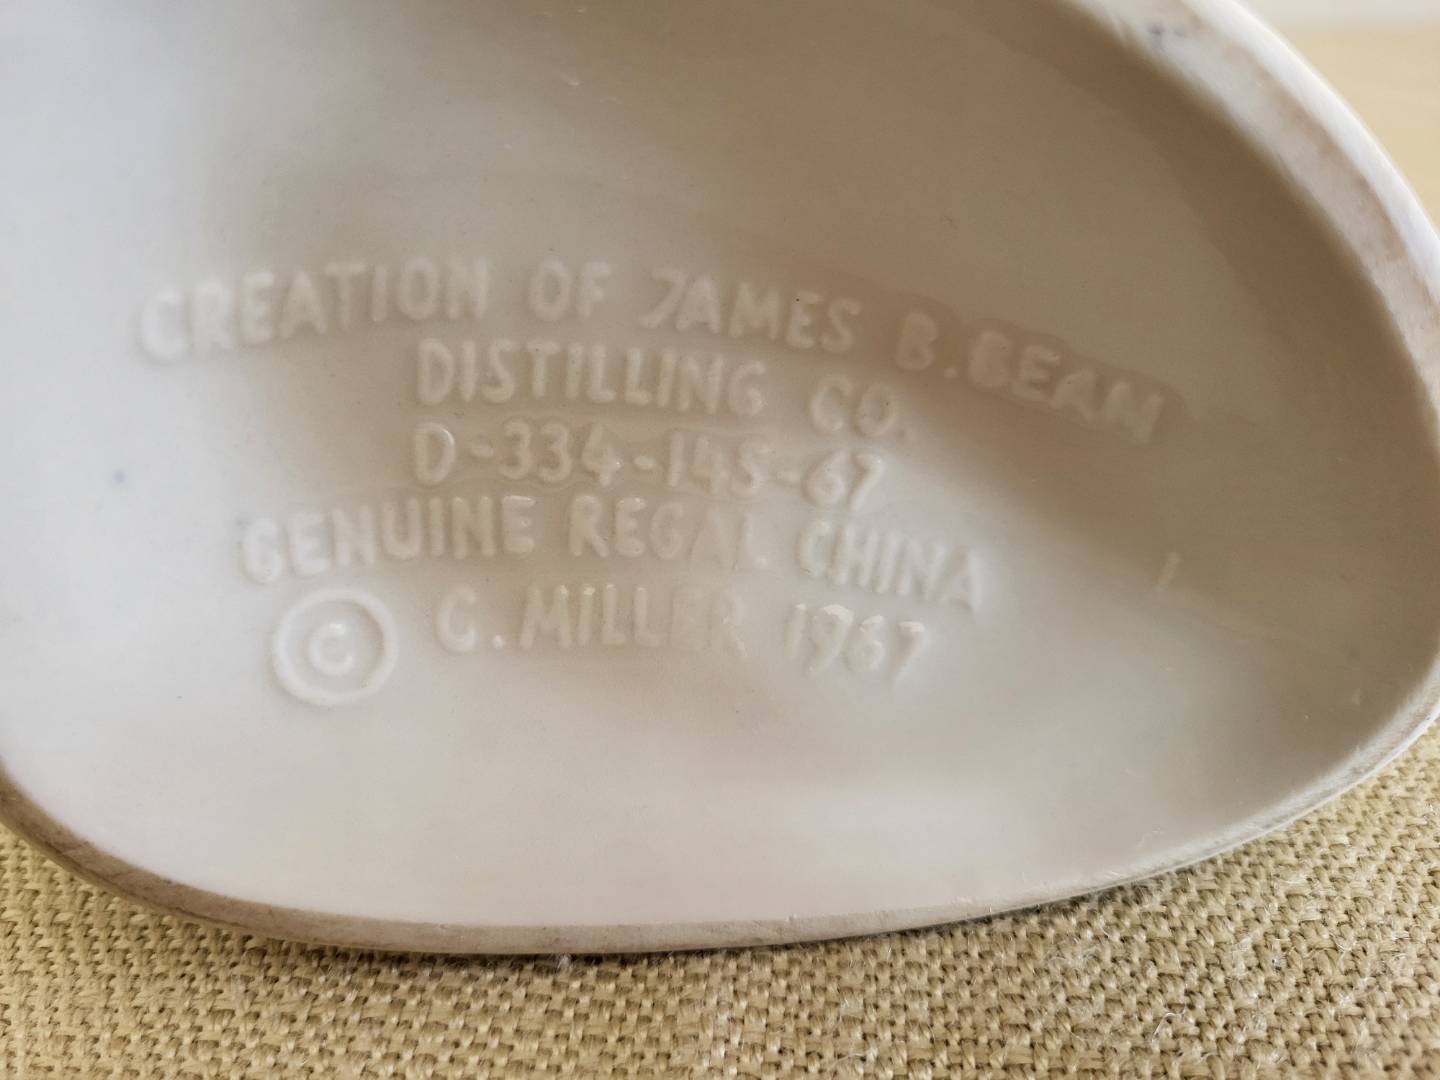 CREATION OF JAMES B. BEAM
DISTILLING CO.
D-334-145-67
GENUINE REGAL CHINA
© C. MILLER 1967